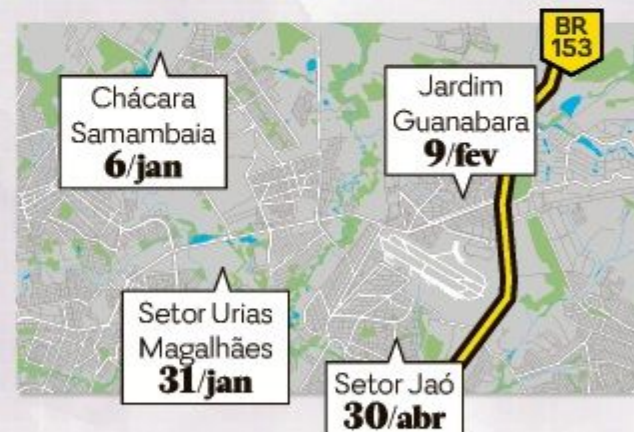 BR
153
Chácara
Samambaia
6/jan
Jardim
Guanabara
9/fev
Setor Urias
Magalhães
31/jan
Setor Jaó
30/abr